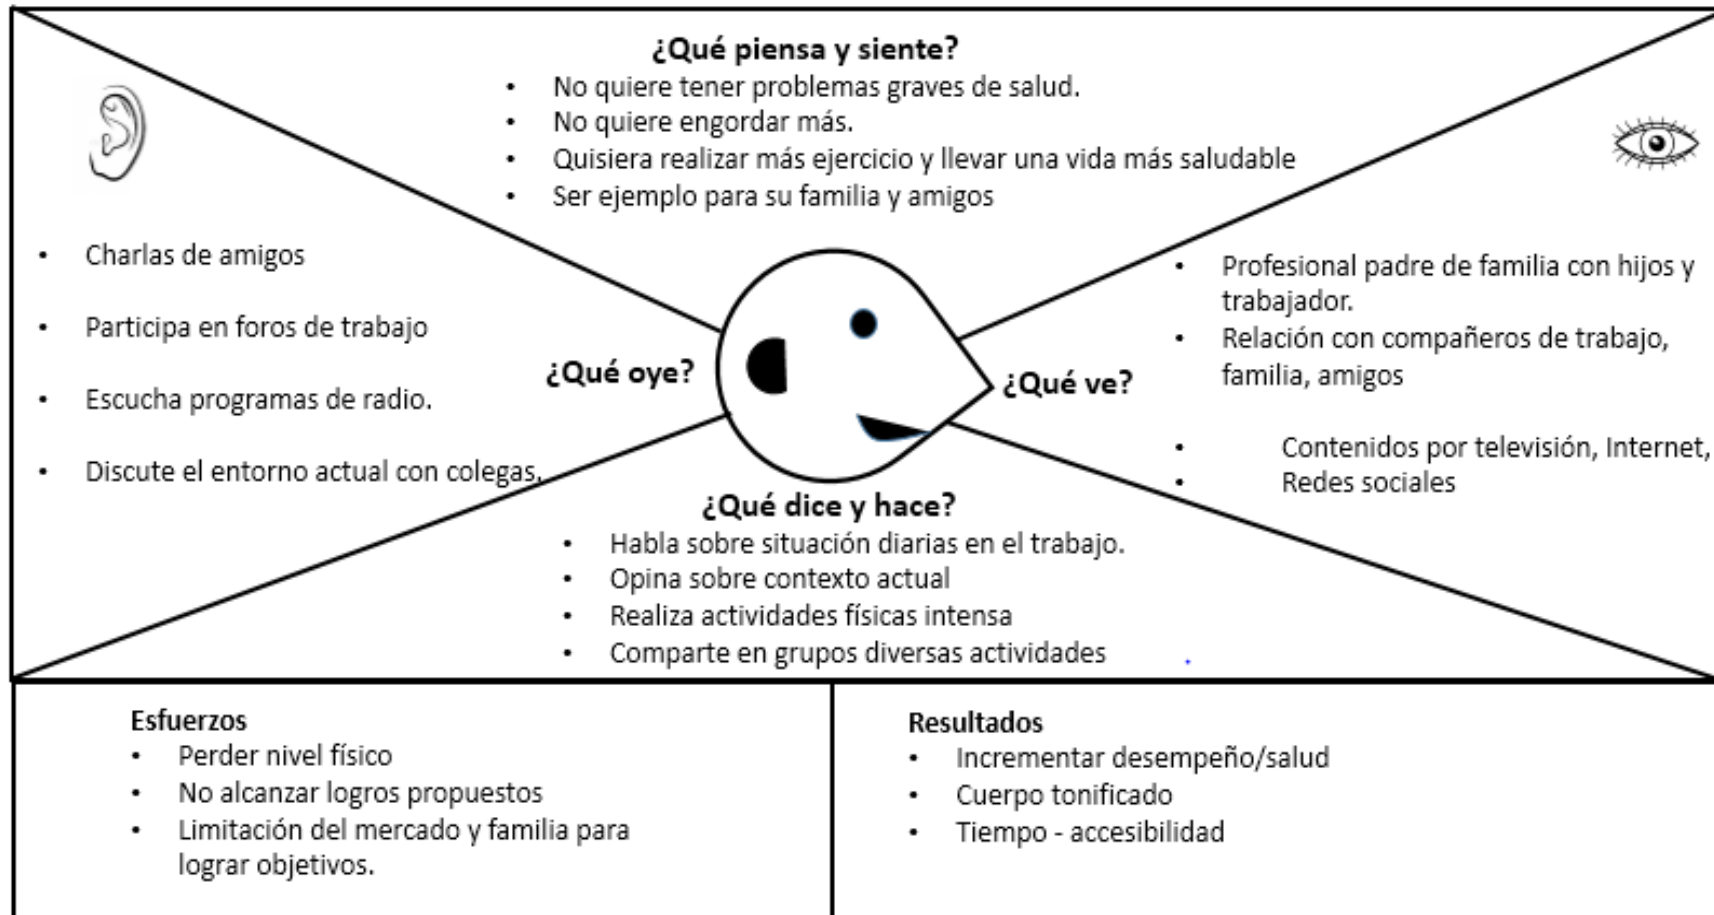 ¿Qué piensa y siente?
• No quiere tener problemas graves de salud.
• No quiere engordar más.
• Quisiera realizar más ejercicio y llevar una vida más saludable
• Ser ejemplo para su familia y amigos
• Charlas de amigos
• Participa en foros de trabajo
• Escucha programas de radio.
• Discute el entorno actual con colegas,
¿Qué oye?
¿Qué ve?
• Profesional padre de familia con hijos y
trabajador.
• Relación con compañeros de trabajo,
familia, amigos
• Contenidos por televisión, Internet,
• Redes sociales
¿Qué dice y hace?
• Habla sobre situación diarias en el trabajo.
• Opina sobre contexto actual
• Realiza actividades físicas intensa
• Comparte en grupos diversas actividades
Esfuerzos
• Perder nivel físico
• No alcanzar logros propuestos
• Limitación del mercado y familia para
lograr objetivos.
Resultados
• Incrementar desempeño/salud
• Cuerpo tonificado
• Tiempo - accesibilidad